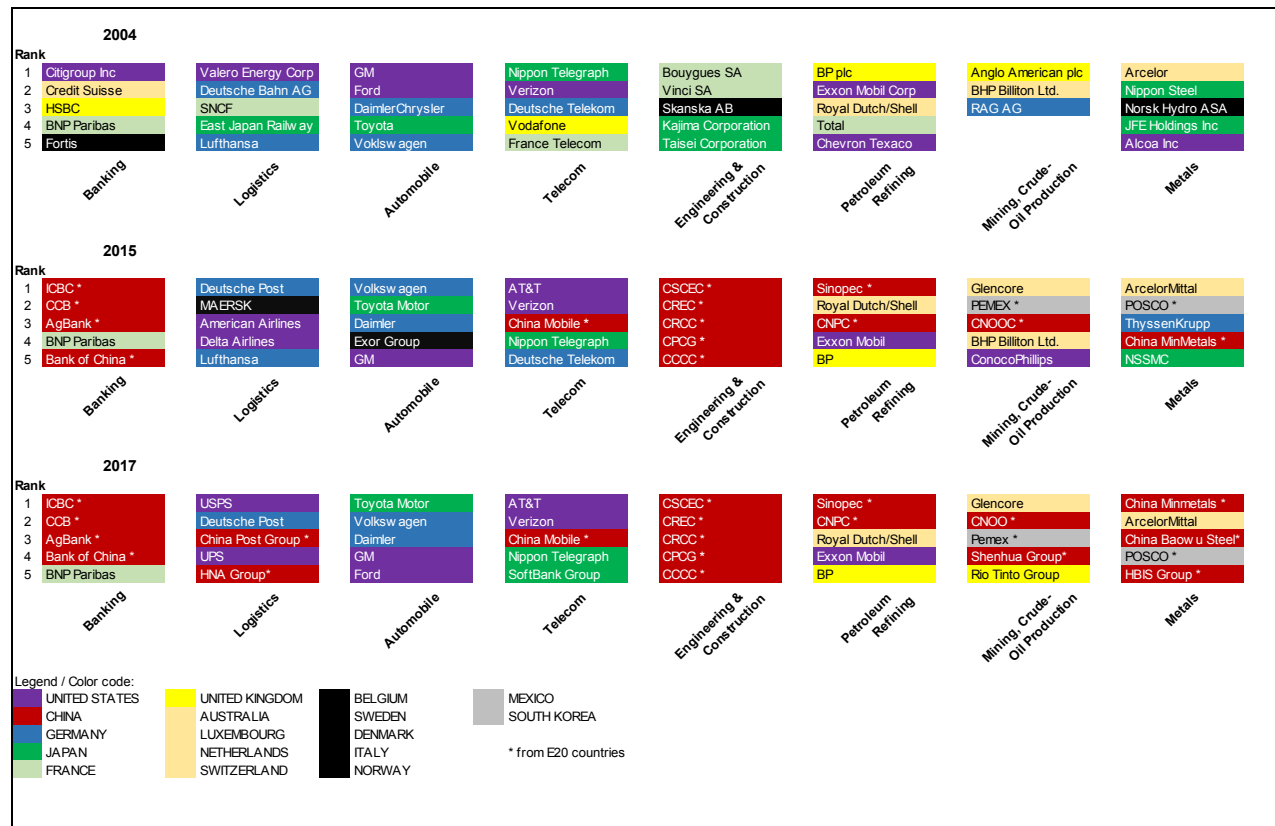 2004
Rank
1 Citigroup Inc Valero Energy Corp GM Nippon Telegraph Bouygues SA BP plc Anglo American plc Arcelor
2 Credit Suisse Deutsche Bahn AG Ford Verizon Vinci SA Exxon Mobil Corp BHP Billiton Ltd. Nippon Steel
3 HSBC SNCF DaimlerChrysler Deutsche Telekom Skanska AB Royal Dutch/Shell RAG AG Norsk Hydro ASA
4 BNP Paribas East Japan Railway Toyota Vodafone Kajima Corporation Total JFE Holdings Inc
5 Fortis Lufthansa Voklswagen France Telecom Taisei Corporation Chevron Texaco Alcoa Inc
Banking Logistics Automobile Telecom Engineering & Construction Petroleum Refining Mining, Crude-Oil Production Metals
2015
Rank
1 ICBC * Deutsche Post Volkswagen AT&T CSCEC * Sinopec * Glencore ArcelorMittal
2 CCB * MAERSK Toyota Motor Verizon CREC * Royal Dutch/Shell PEMEX * POSCO *
3 AgBank * American Airlines Daimler China Mobile * CRCC * CNPC * CNOOC * ThyssenKrupp
4 BNP Paribas Delta Airlines Exor Group Nippon Telegraph CPCG * Exxon Mobil BHP Billiton Ltd. China MinMetals *
5 Bank of China * Lufthansa GM Deutsche Telekom CCCC * BP ConocoPhillips NSSMC
Banking Logistics Automobile Telecom Engineering & Construction Petroleum Refining Mining, Crude-Oil Production Metals
2017
Rank
1 ICBC * USPS Toyota Motor AT&T CSCEC * Sinopec * Glencore China Minmetals *
2 CCB * Deutsche Post Volkswagen Verizon CREC * CNPC * CNOO * ArcelorMittal
3 AgBank * China Post Group * Daimler China Mobile * CRCC * Royal Dutch/Shell Pemex * China Baowu Steel*
4 Bank of China * UPS GM Nippon Telegraph CPCG * Exxon Mobil Shenhua Group* POSCO *
5 BNP Paribas HNA Group* Ford SoftBank Group CCCC * BP Rio Tinto Group HBIS Group *
Banking Logistics Automobile Telecom Engineering & Construction Petroleum Refining Mining, Crude-Oil Production Metals
Legend / Color code:
UNITED STATES UNITED KINGDOM BELGIUM MEXICO
CHINA AUSTRALIA SWEDEN SOUTH KOREA
GERMANY LUXEMBOURG DENMARK
JAPAN NETHERLANDS ITALY * from E20 countries
FRANCE SWITZERLAND NORWAY